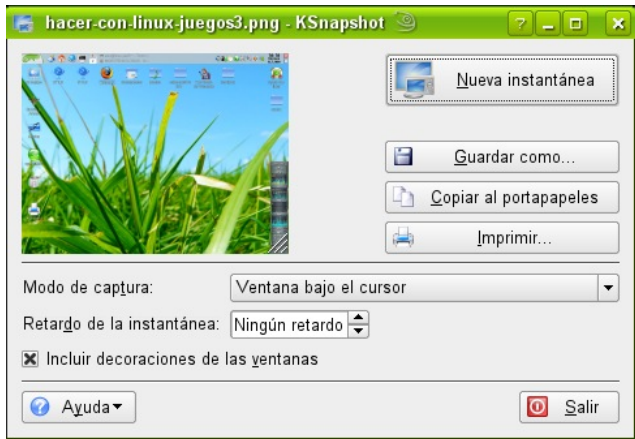 hacer-con-linux-juegos3.png - KSnapshot
Nueva instantánea
Guardar como...
Copiar al portapapeles
Imprimir...
Modo de captura: Ventana bajo el cursor
Retardo de la instantánea: Ningún retardo
Incluir decoraciones de las ventanas
Ayuda
Salir